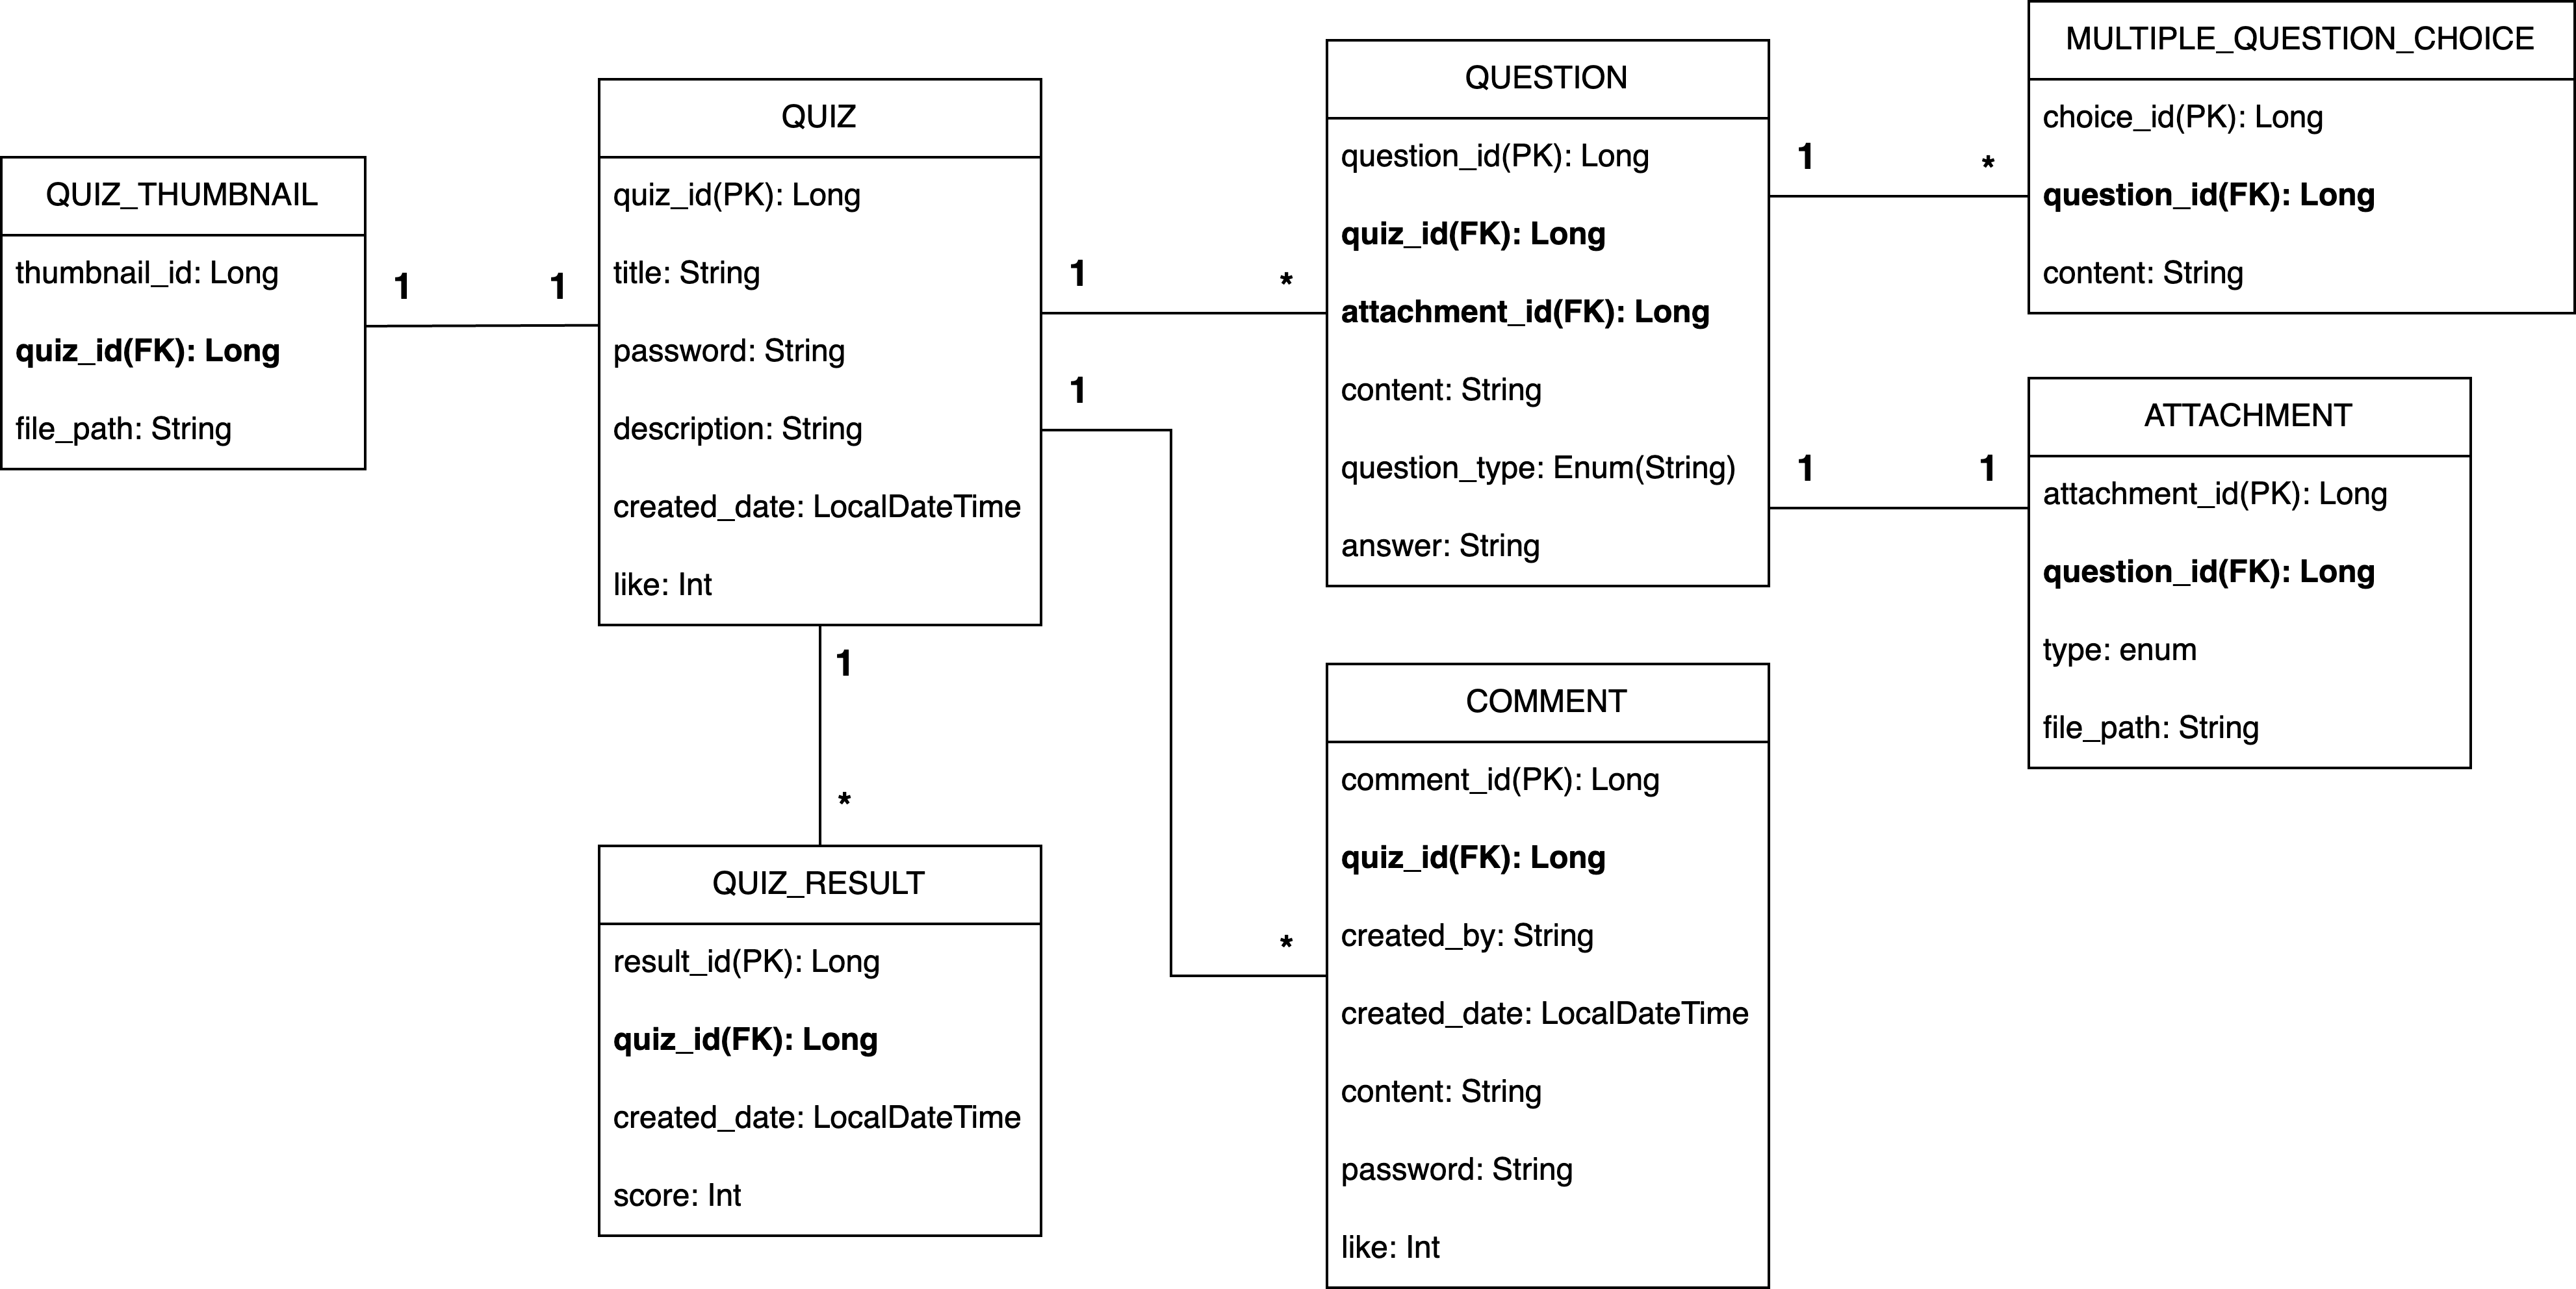 QUIZ_THUMBNAIL
thumbnail_id: Long
quiz_id(FK): Long
file_path: String
1
1
QUIZ
quiz_id(PK): Long
title: String
password: String
description: String
created_date: LocalDateTime
like: Int
1
*
1
*
1
*
QUIZ_RESULT
result_id(PK): Long
quiz_id(FK): Long
created_date: LocalDateTime
score: Int
QUESTION
question_id(PK): Long
quiz_id(FK): Long
attachment_id(FK): Long
content: String
question_type: Enum(String)
answer: String
1
*
1
1
COMMENT
comment_id(PK): Long
quiz_id(FK): Long
created_by: String
created_date: LocalDateTime
content: String
password: String
like: Int
MULTIPLE_QUESTION_CHOICE
choice_id(PK): Long
question_id(FK): Long
content: String
ATTACHMENT
attachment_id(PK): Long
question_id(FK): Long
type: enum
file_path: String